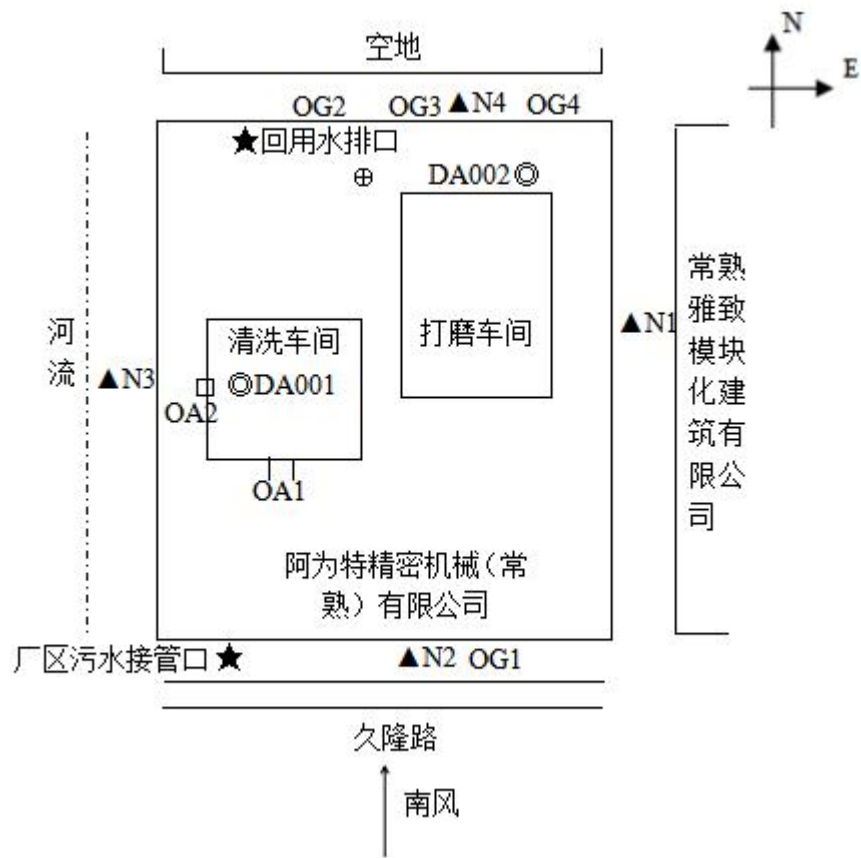 空地
N
E
OG2
OG3
▲N4
OG4
★回用水排口
⊕
DA002◎
常熟
雅致
模块
化建
筑有
限公
司
▲N1
打磨车间
清洗车间
河
流
▲N3
◎DA001
OA2
OA1
阿为特精密机械（常
熟）有限公司
厂区污水接管口★
▲N2
OG1
久隆路
南风